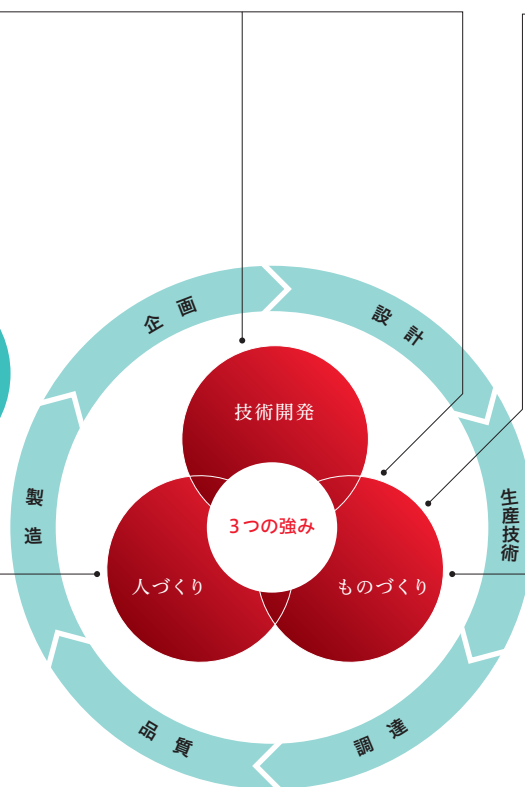 企画
設計
技術開発
生産技術
製造
3つの強み
人づくり
ものづくり
品質
調達